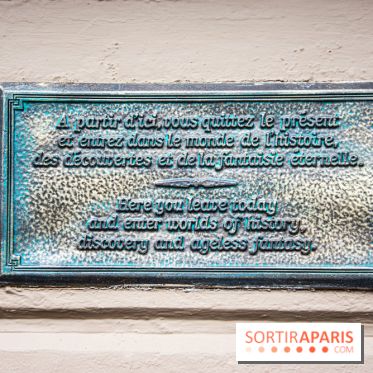 A partir d'ici, vous quittez le présent
et entrez dans le monde de l'histoire,
des découvertes et de la fantaisie éternelle.
Here you leave today
and enter worlds of history,
discovery and ageless fantasy.
SORTIRAPARIS
.COM